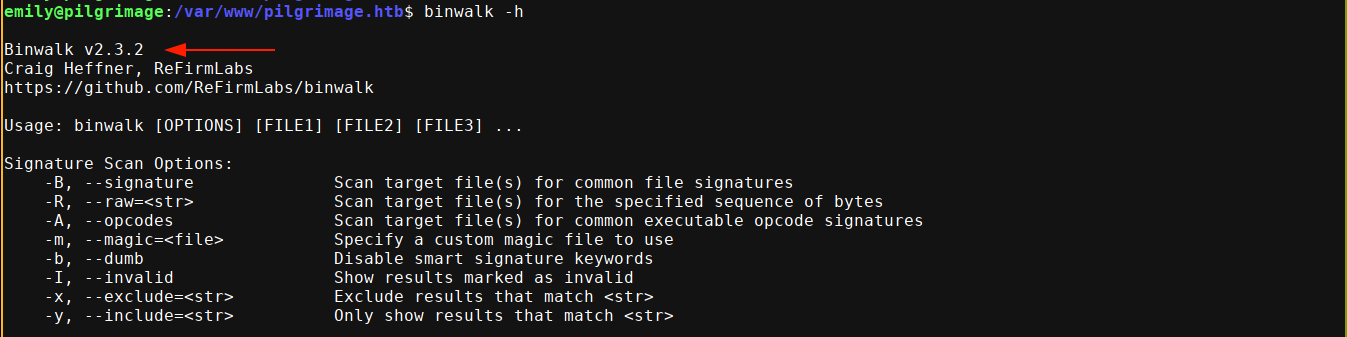 emily@pilgrimage:/var/www/pilgrimage.htb$ binwalk -h
Binwalk v2.3.2
Craig Heffner, ReFirmLabs
https://github.com/ReFirmLabs/binwalk
Usage: binwalk [OPTIONS] [FILE1] [FILE2] [FILE3] ...
Signature Scan Options:
    -B, --signature              Scan target file(s) for common file signatures
    -R, --raw=<str>              Scan target file(s) for the specified sequence of bytes
    -A, --opcodes                Scan target file(s) for common executable opcode signatures
    -m, --magic=<file>           Specify a custom magic file to use
    -b, --dumb                   Disable smart signature keywords
    -I, --invalid                Show results marked as invalid
    -x, --exclude=<str>          Exclude results that match <str>
    -y, --include=<str>          Only show results that match <str>